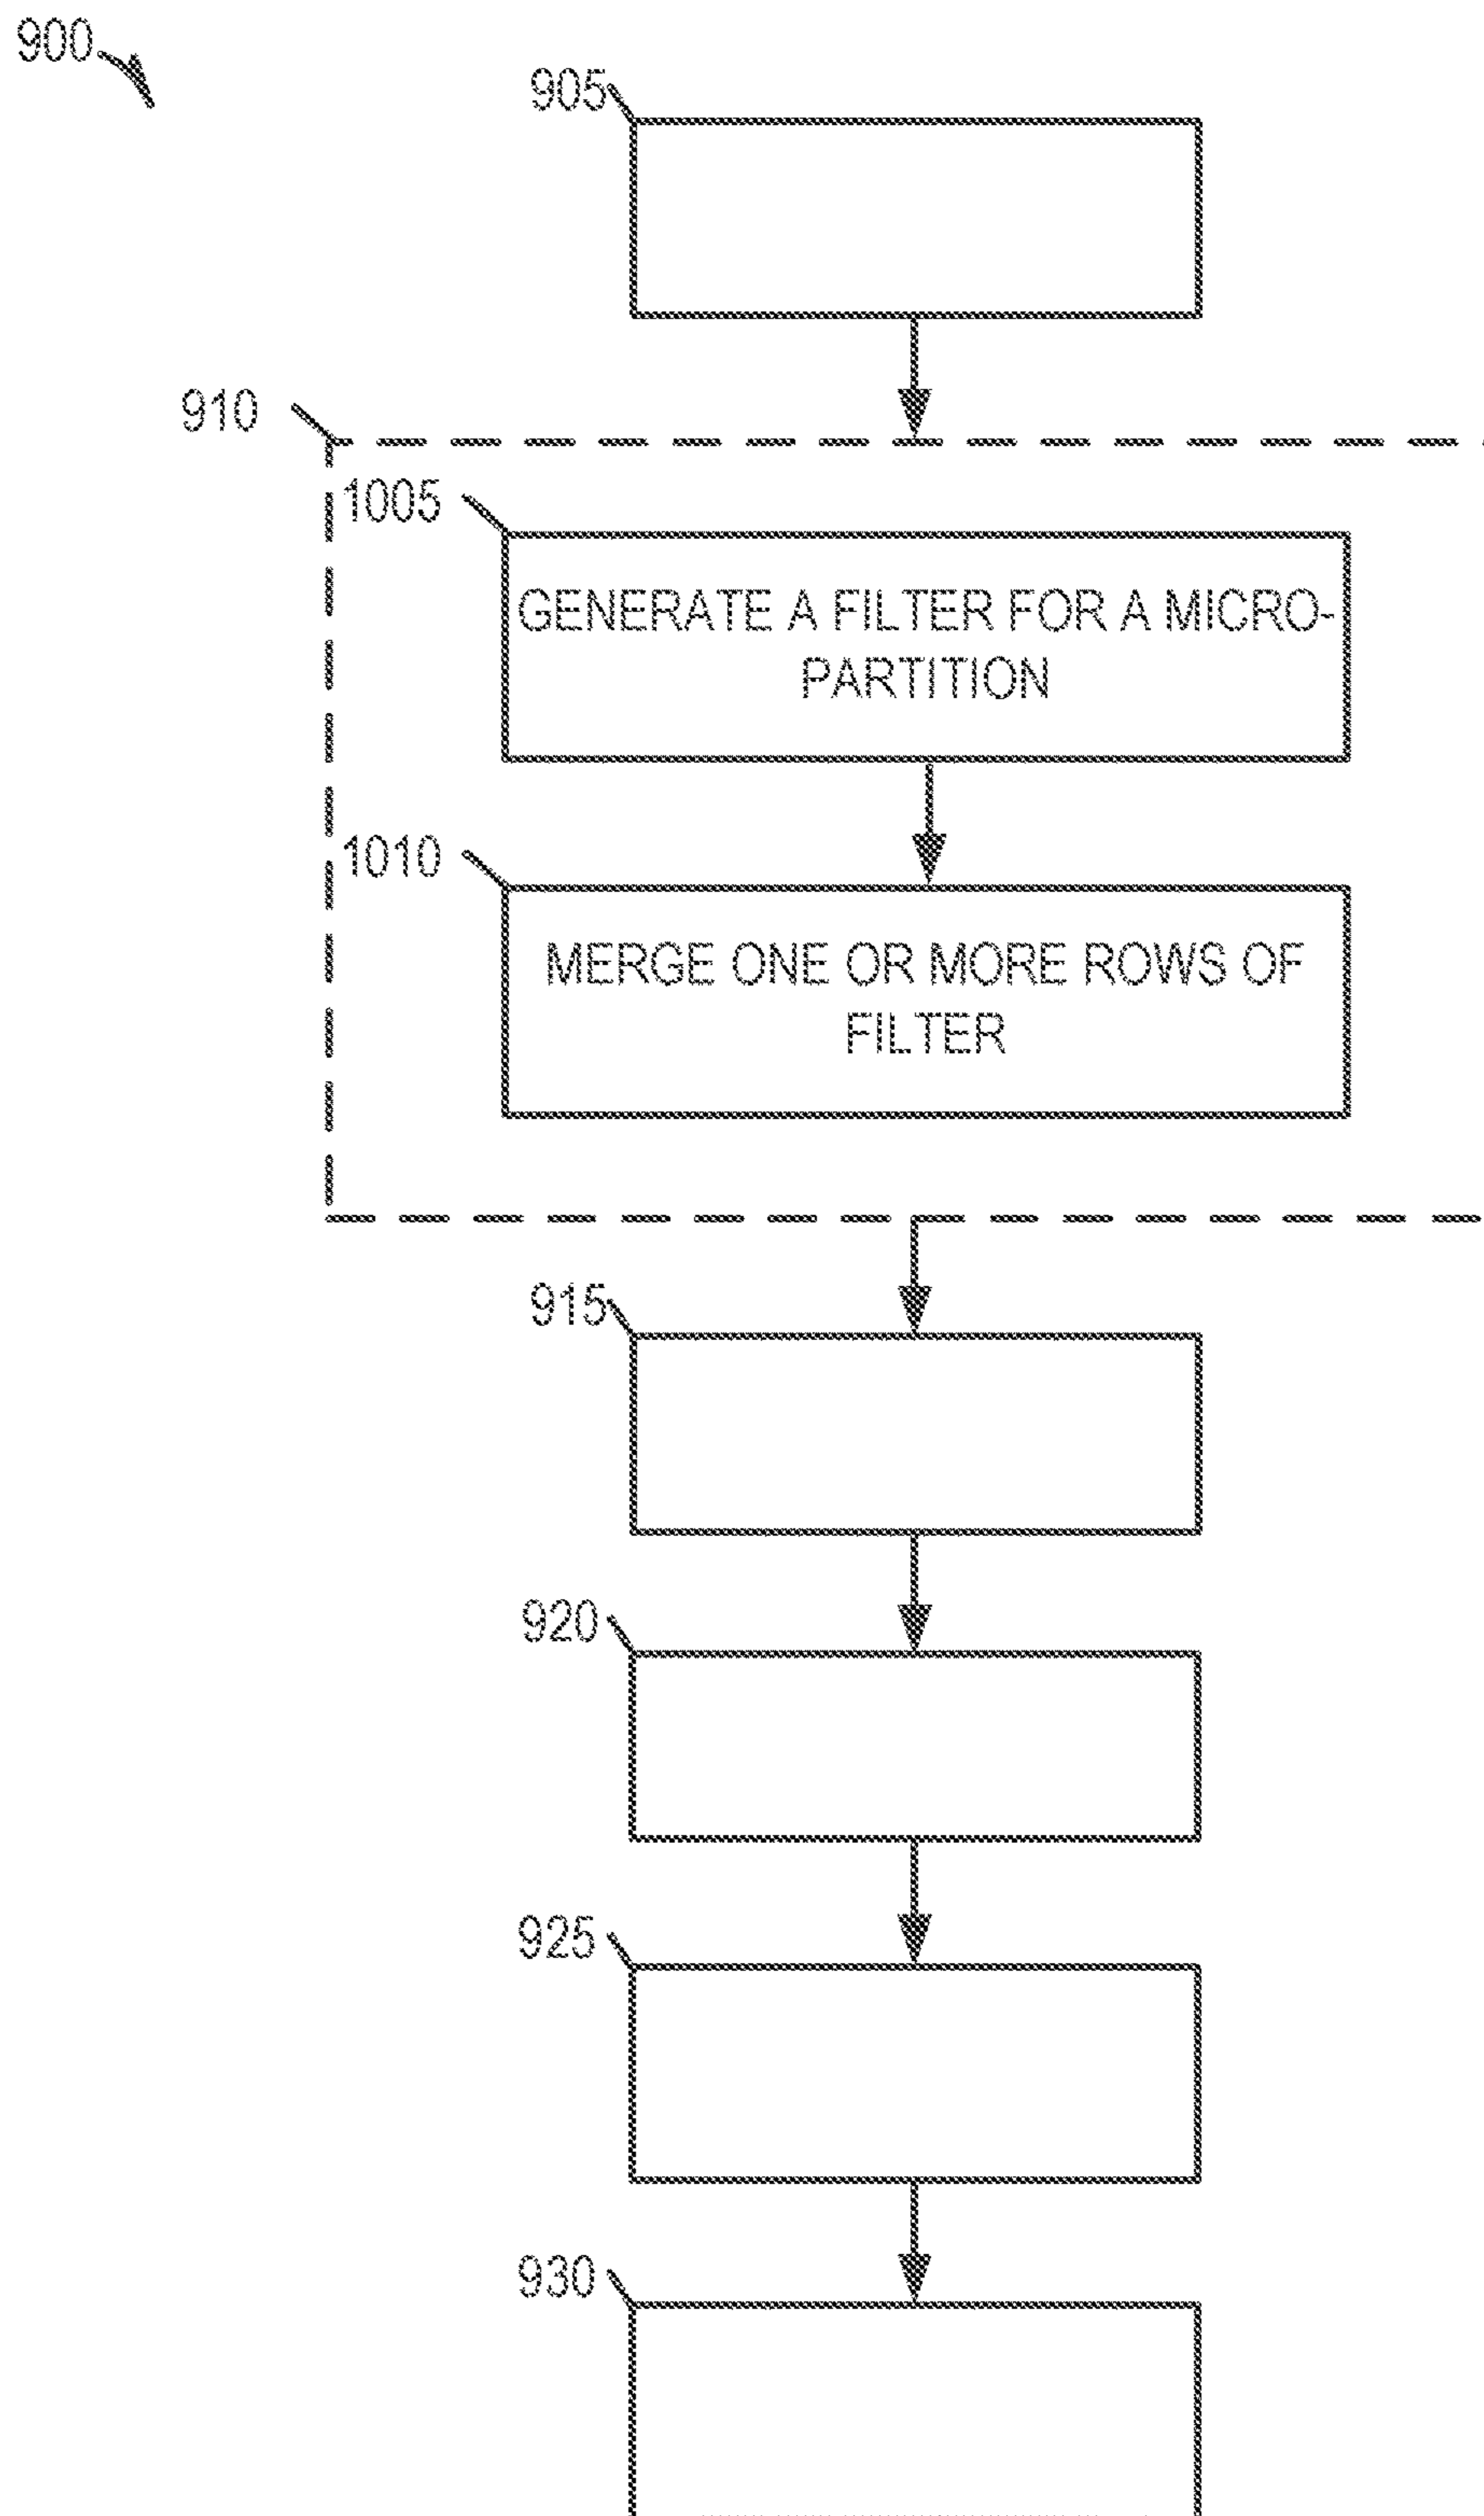 900
905
910
1005
GENERATE A FILTER FOR A MICRO-
PARTITION
1010
MERGE ONE OR MORE ROWS OF
FILTER
915
920
925
930